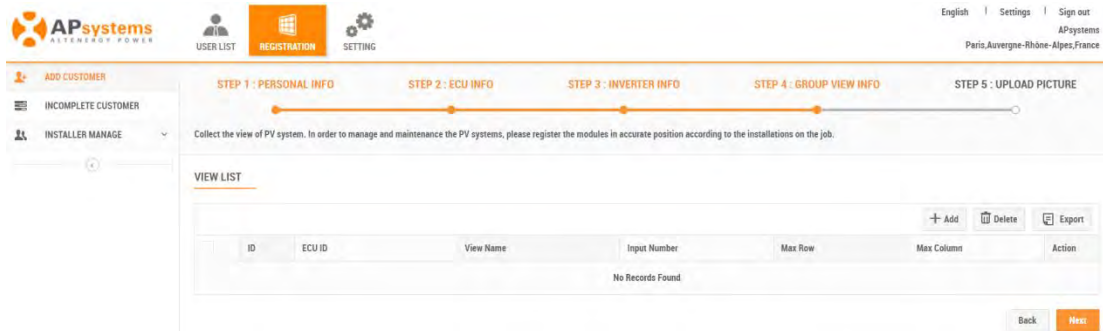 English | Settings | Sign out
APsystems
ALTENERGY POWER
USER LIST
REGISTRATION
SETTING
APsystems
Paris,Auvergne-Rhône-Alpes,France
ADD CUSTOMER
INCOMPLETE CUSTOMER
INSTALLER MANAGE
STEP 1 : PERSONAL INFO
STEP 2 : ECU INFO
STEP 3 : INVERTER INFO
STEP 4 : GROUP VIEW INFO
STEP 5 : UPLOAD PICTURE
Collect the view of PV system. In order to manage and maintenance the PV systems, please register the modules in accurate position according to the installations on the job.
VIEW LIST
Add Delete Export
ID ECU ID View Name Input Number Max Row Max Column Action
No Records Found
Back Next